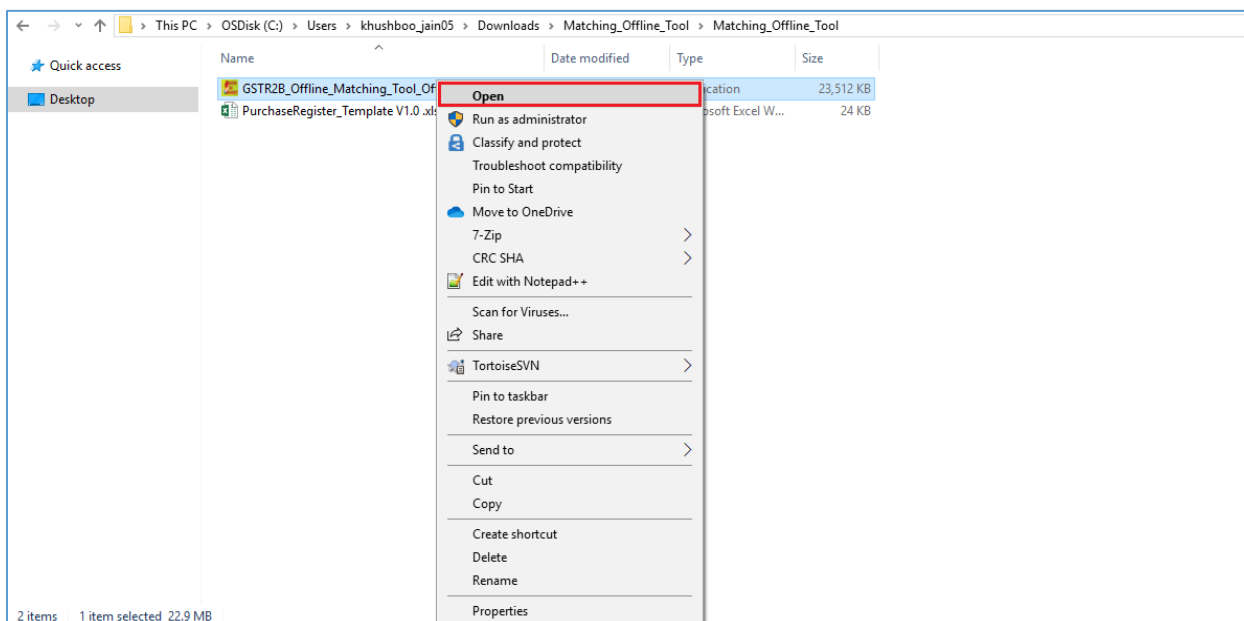 This PC > OSDisk (C:) > Users > khushboo_jain05 > Downloads > Matching_Offline_Tool > Matching_Offline_Tool
Quick access
Desktop
Name Date modified Type Size
GSTR2B_Offline_Matching_Tool_Of ication 23,512 KB
PurchaseRegister_Template V1.0 .xls osoft Excel W... 24 KB
Open
Run as administrator
Classify and protect
Troubleshoot compatibility
Pin to Start
Move to OneDrive
7-Zip
CRC SHA
Edit with Notepad++
Scan for Viruses...
Share
TortoiseSVN
Pin to taskbar
Restore previous versions
Send to
Cut
Copy
Create shortcut
Delete
Rename
Properties
2 items 1 item selected 22.9 MB